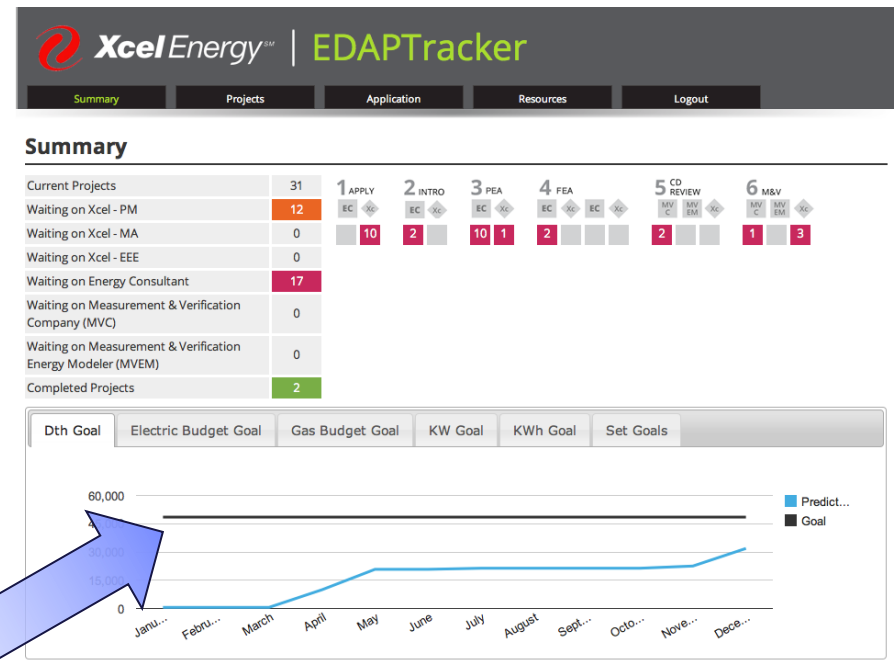 Xcel Energy℠ | EDAPTracker
Summary Projects Application Resources Logout
Summary
Current Projects 31
Waiting on Xcel - PM 12
Waiting on Xcel - MA 0
Waiting on Xcel - EEE 0
Waiting on Energy Consultant 17
Waiting on Measurement & Verification
Company (MVC) 0
Waiting on Measurement & Verification
Energy Modeler (MVEM) 0
Completed Projects 2
1 APPLY 2 INTRO 3 PEA 4 FEA 5 CD REVIEW 6 M&V
EC Xc EC Xc EC Xc EC Xc EC Xc MV C MV EM Xc MV C MV EM Xc
10 2 10 1 2 2 1 3
Dth Goal Electric Budget Goal Gas Budget Goal KW Goal KWh Goal Set Goals
60,000
30,000
15,000
0
Janu... Febru... March April May June July August Sept... Octo... Nove... Dece...
Predict...
Goal